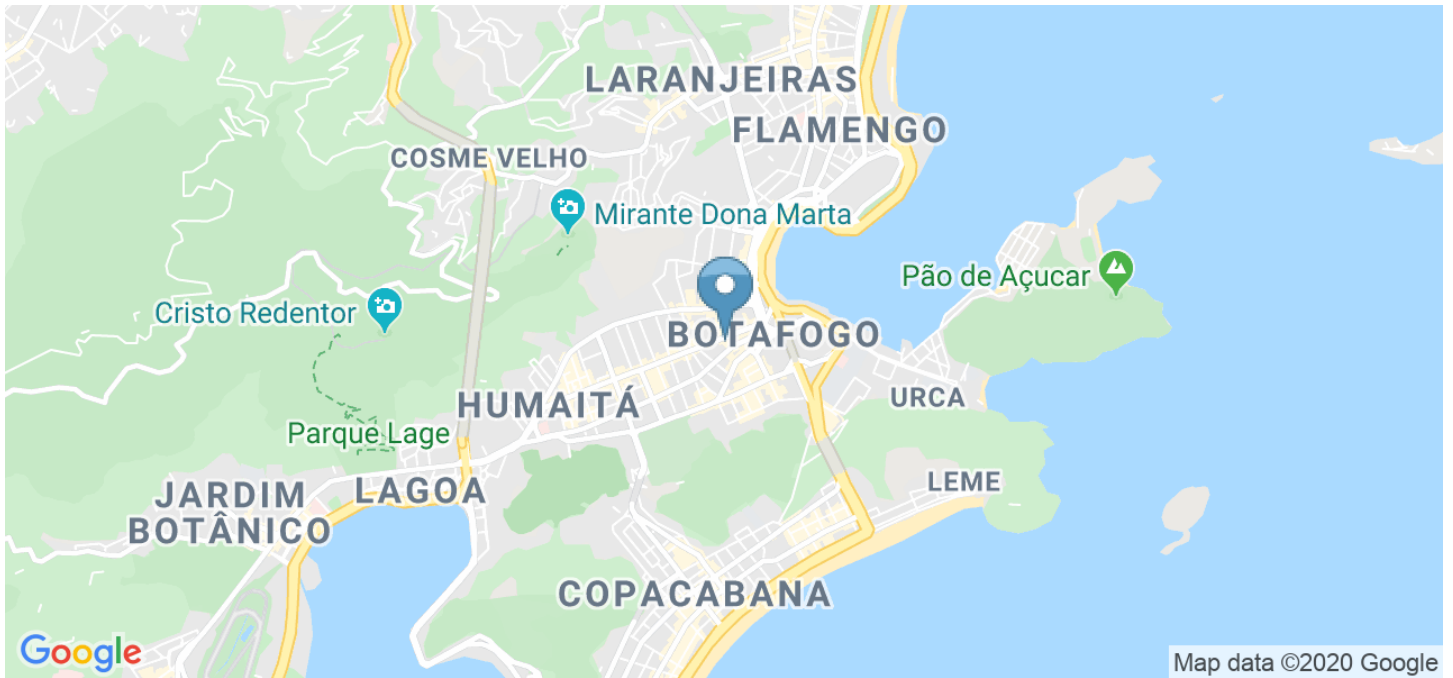 LARANJEIRAS
FLAMENGO
COSME VELHO
Mirante Dona Marta
Pão de Açucar
Cristo Redentor
BOTAFOGO
URCA
HUMAITÁ
Parque Lage
LEME
LAGOA
JARDIM
BOTÂNICO
COPACABANA
Google
Map data ©2020 Google